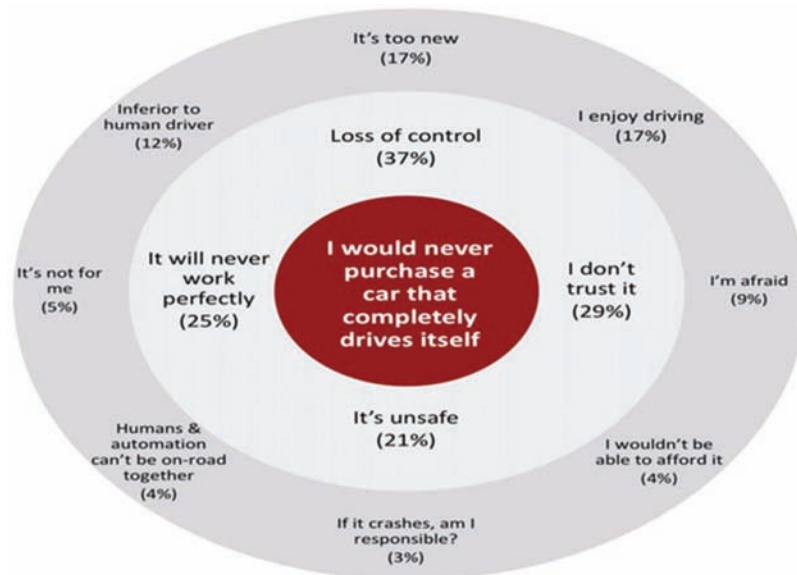 It's too new
(17%)
Inferior to
human driver
(12%)
I enjoy driving
(17%)
Loss of control
(37%)
It will never
work
perfectly
(25%)
I would never
purchase a
car that
completely
drives itself
I don't
trust it
(29%)
It's not for
me
(5%)
I'm afraid
(9%)
It's unsafe
(21%)
Humans &
automation
can't be on-road
together
(4%)
I wouldn't be
able to afford it
(4%)
If it crashes, am I
responsible?
(3%)